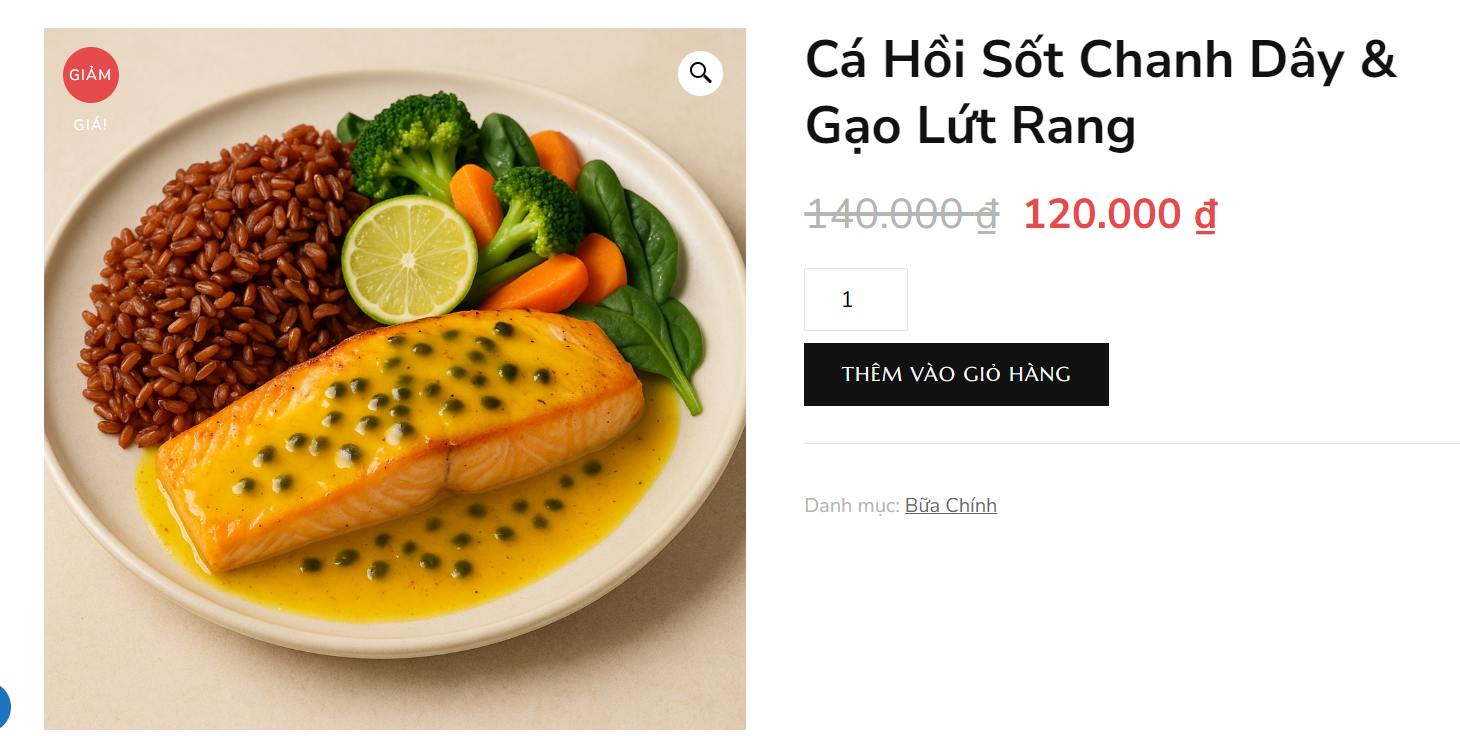 GIẢM
GIÁ!
Cá Hồi Sốt Chanh Dây &
Gạo Lứt Rang
140.000 ₫ 120.000 ₫
1
THÊM VÀO GIỎ HÀNG
Danh mục: Bữa Chính